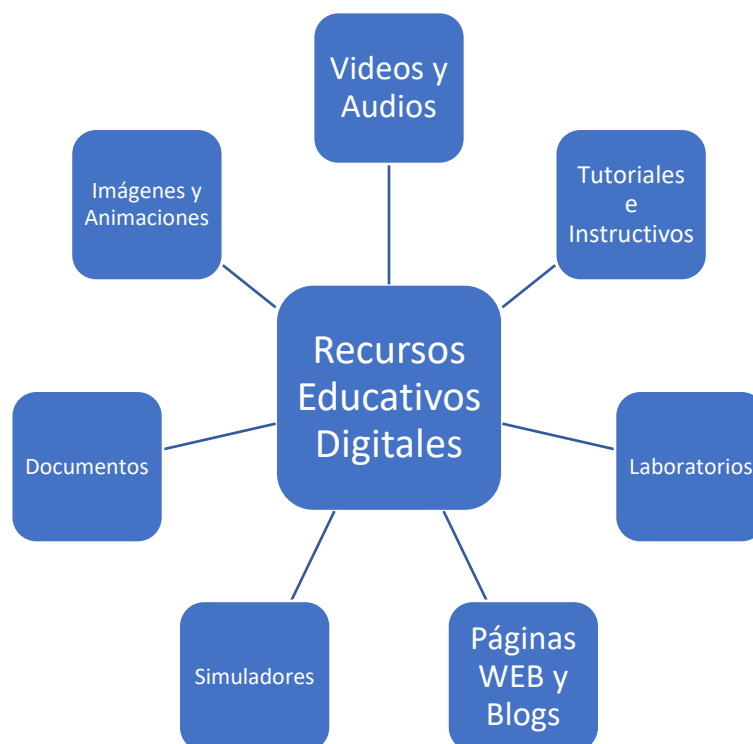 Videos y
Audios
Tutoriales
e
Instructivos
Laboratorios
Páginas
WEB y
Blogs
Simuladores
Documentos
Imágenes y
Animaciones
Recursos
Educativos
Digitales